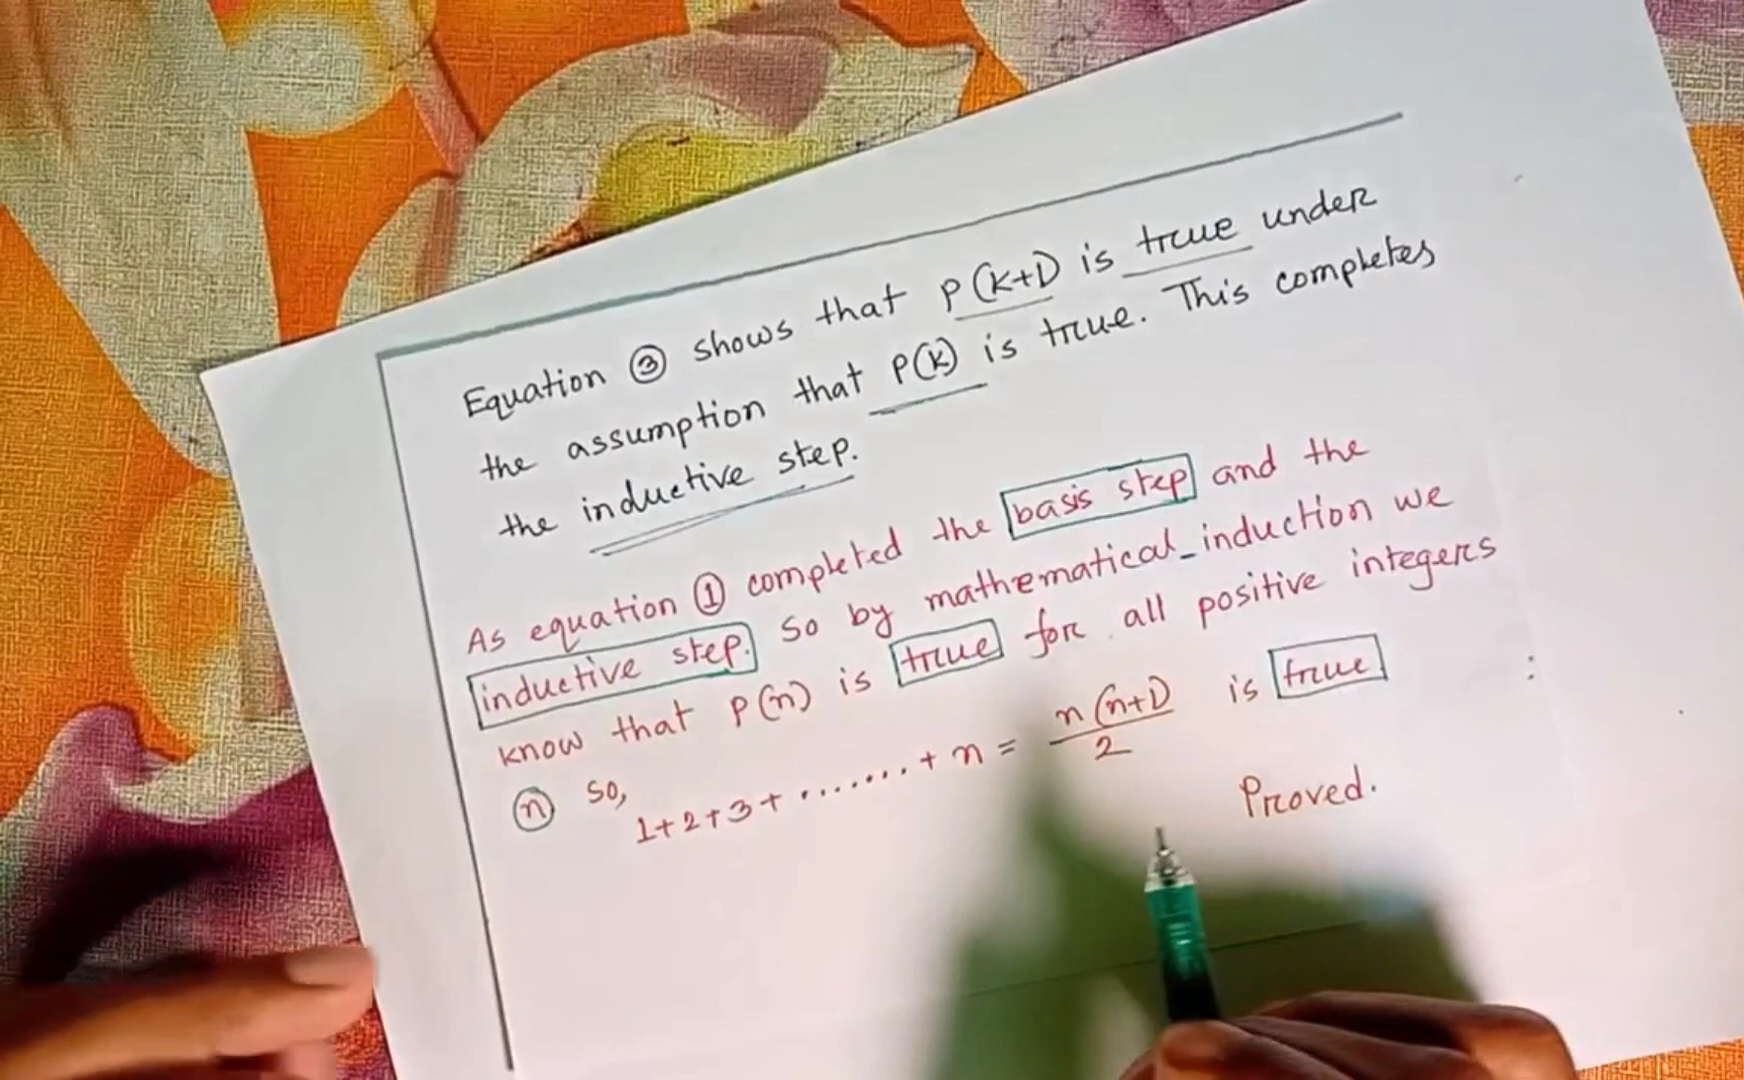 Equation ③ shows that P(K+1) is true under
the assumption that P(K) is true. This completes
the inductive step.
As equation ① completed the basis step and the
inductive step. So by mathematical-induction we
know that P(n) is true for all positive integers
ⓝ so,
1+2+3+.......+n = n(n+1)/2 is true
Proved.